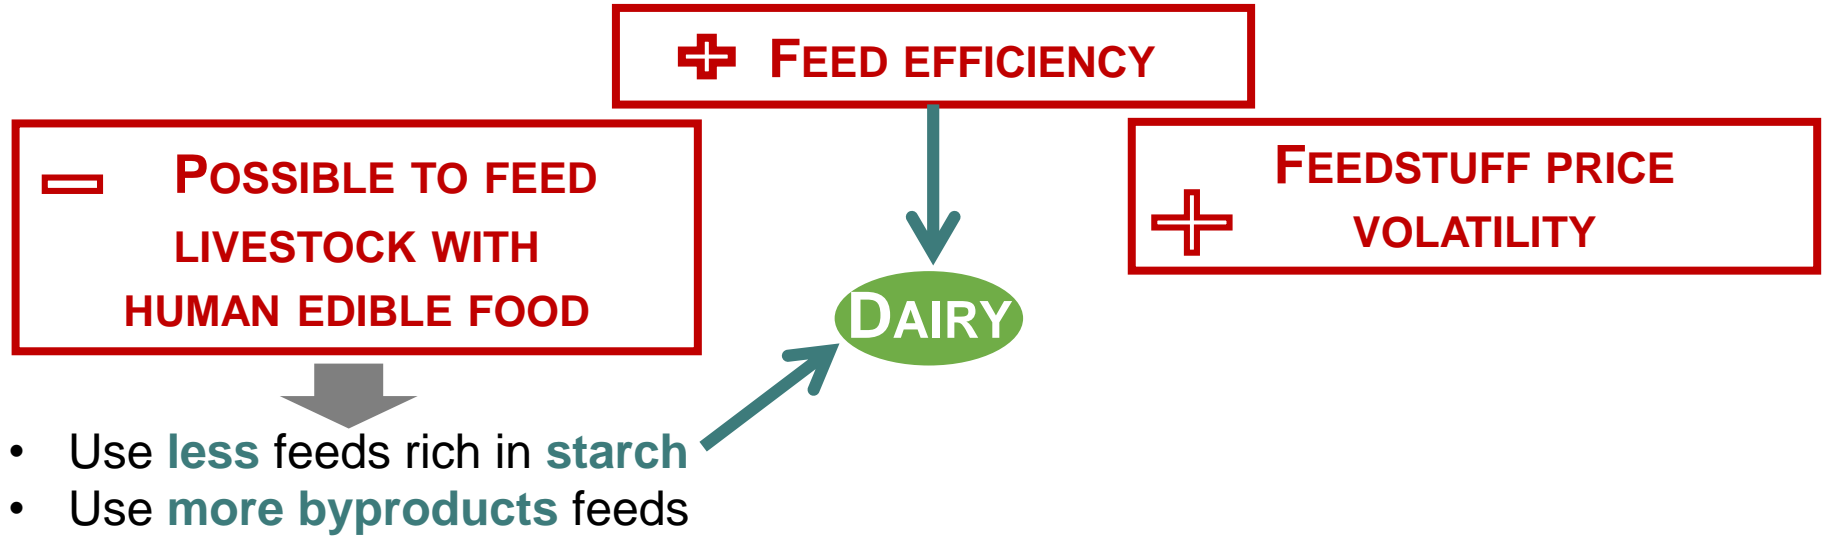 FEED EFFICIENCY
POSSIBLE TO FEED
LIVESTOCK WITH
HUMAN EDIBLE FOOD
FEEDSTUFF PRICE
VOLATILITY
DAIRY
• Use less feeds rich in starch
• Use more byproducts feeds